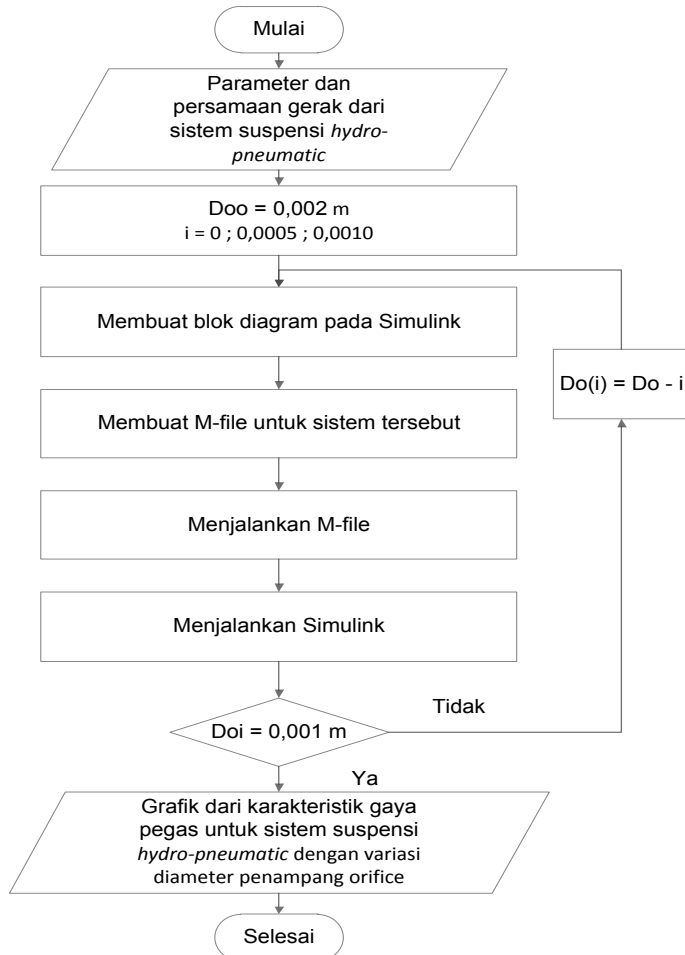 Mulai
Parameter dan
persamaan gerak dari
sistem suspensi hydro-
pneumatic
Doo = 0,002 m
i = 0 ; 0,0005 ; 0,0010
Membuat blok diagram pada Simulink
Do(i) = Do - i
Membuat M-file untuk sistem tersebut
Menjalankan M-file
Menjalankan Simulink
Tidak
Doi = 0,001 m
Ya
Grafik dari karakteristik gaya
pegas untuk sistem suspensi
hydro-pneumatic dengan variasi
diameter penampang orifice
Selesai